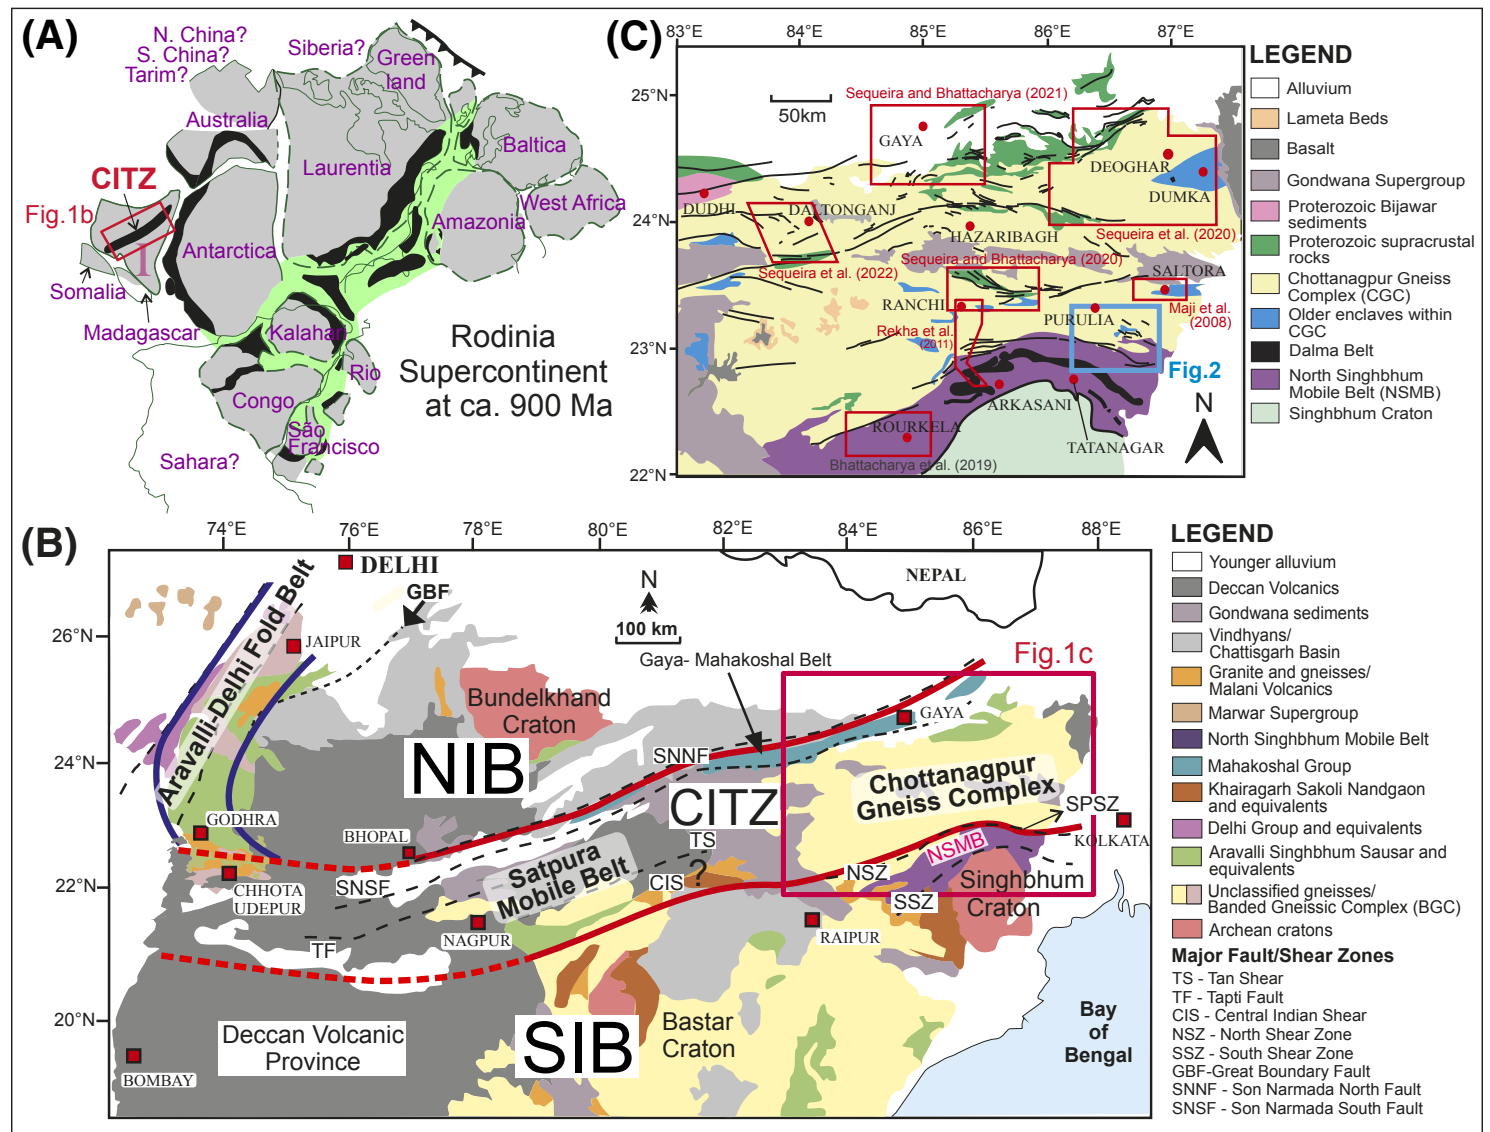 (A)
N. China?
S. China?
Tarim?
Siberia?
Green
land
Australia
Laurentia
Baltica
CITZ
Fig.1b
West Africa
Amazonia
Antarctica
I
Somalia
Madagascar
Kalahari
Rodinia
Supercontinent
at ca. 900 Ma
Rio
Congo
São
Francisco
Sahara?
(C)
83°E
84°E
85°E
86°E
87°E
25°N
24°N
23°N
22°N
50km
Sequeira and Bhattacharya (2021)
GAYA
DEOGHAR
DUMKA
DUDHI
DALTONGANJ
HAZARIBAGH
Sequeira et al. (2020)
Sequeira and Bhattacharya (2020)
Sequeira et al. (2022)
SALTORA
RANCHI
PURULIA
Maji et al.
(2008)
Rekha et al.
(2011)
Fig.2
ARKASANI
ROURKELA
TATANAGAR
Bhattacharya et al. (2019)
N
LEGEND
Alluvium
Lameta Beds
Basalt
Gondwana Supergroup
Proterozoic Bijawar
sediments
Proterozoic supracrustal
rocks
Chottanagpur Gneiss
Complex (CGC)
Older enclaves within
CGC
Dalma Belt
North Singhbhum
Mobile Belt (NSMB)
Singhbhum Craton
(B)
74°E
76°E
78°E
80°E
82°E
84°E
86°E
88°E
26°N
24°N
22°N
20°N
DELHI
GBF
N
100 km
NEPAL
Aravalli-Delhi Fold Belt
JAIPUR
Gaya- Mahakoshal Belt
Fig.1c
Bundelkhand
Craton
GAYA
NIB
SNNF
CITZ
Chottanagpur
Gneiss Complex
SPSZ
GODHRA
BHOPAL
KOLKATA
TS
NSMB
Satpura
Mobile Belt
?
NSZ
SNSF
CIS
CHHOTA
UDEPUR
Singhbhum
Craton
SSZ
NAGPUR
RAIPUR
TF
Deccan Volcanic
Province
SIB
Bastar
Craton
Bay
of
Bengal
BOMBAY
LEGEND
Younger alluvium
Deccan Volcanics
Gondwana sediments
Vindhyans/
Chattisgarh Basin
Granite and gneisses/
Malani Volcanics
Marwar Supergroup
North Singhbhum Mobile Belt
Mahakoshal Group
Khairagarh Sakoli Nandgaon
and equivalents
Delhi Group and equivalents
Aravalli Singhbhum Sausar and
equivalents
Unclassified gneisses/
Banded Gneissic Complex (BGC)
Archean cratons
Major Fault/Shear Zones
TS - Tan Shear
TF - Tapti Fault
CIS - Central Indian Shear
NSZ - North Shear Zone
SSZ - South Shear Zone
GBF-Great Boundary Fault
SNNF - Son Narmada North Fault
SNSF - Son Narmada South Fault